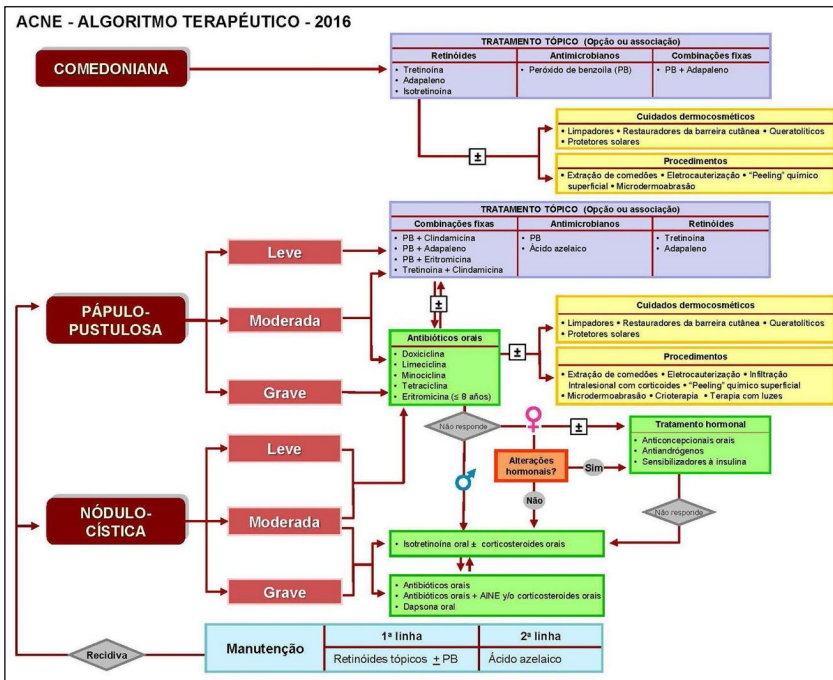 ACNE - ALGORITMO TERAPÉUTICO - 2016
COMEDONIANA
TRATAMENTO TÓPICO (Opção ou associação)
Retinóides
• Tretinoína
• Adapaleno
• Isotretinoína
Antimicrobianos
• Peróxido de benzoíla (PB)
Combinações fixas
• PB + Adapaleno
±
Cuidados dermocosméticos
• Limpadores • Restauradores da barreira cutânea • Queratolíticos
• Protetores solares
Procedimentos
• Extração de comedões • Eletrocauterização • "Peeling" químico
superficial • Microdermoabrasão
PÁPULO-
PUSTULOSA
Leve
Moderada
Grave
TRATAMENTO TÓPICO (Opção ou associação)
Combinações fixas
• PB + Clindamicina
• PB + Adapaleno
• PB + Eritromicina
• Tretinoína + Clindamicina
Antimicrobianos
• PB
• Ácido azelaico
Retinóides
• Tretinoína
• Adapaleno
±
Antibióticos orais
• Doxiciclina
• Limeciclina
• Minociclina
• Tetraciclina
• Eritromicina (≤ 8 años)
±
Cuidados dermocosméticos
• Limpadores • Restauradores da barreira cutânea • Queratolíticos
• Protetores solares
Procedimentos
• Extração de comedões • Eletrocauterização • Infiltração
Intralesional com corticoides • "Peeling" químico superficial
• Microdermoabrasão • Crioterapia • Terapia com luzes
Não responde
±
Tratamento hormonal
• Anticoncepcionais orais
• Antiandrógenos
• Sensibilizadores à insulina
Alterações
hormonais?
Sim
Não
Não responde
NÓDULO-
CÍSTICA
Leve
Moderada
Grave
• Isotretinoína oral ± corticosteroides orais
• Antibióticos orais
• Antibióticos orais + AINE y/o corticosteroides orais
• Dapsona oral
Recidiva
Manutenção
1ª linha
Retinóides tópicos ± PB
2ª linha
Ácido azelaico